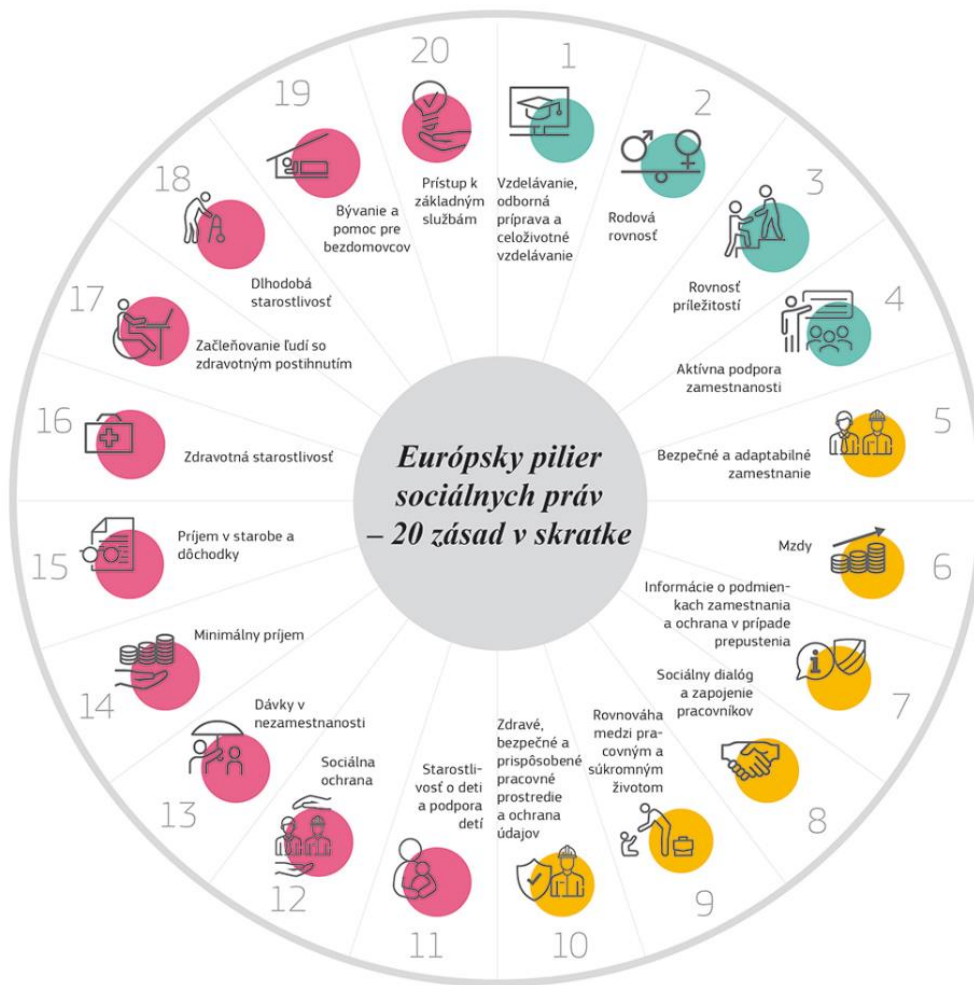 Európsky pilier
sociálnych práv
– 20 zásad v skratke
1
Vzdelávanie,
odborná
príprava a
celoživotné
vzdelávanie
2
Rodová
rovnosť
3
Rovnosť
príležitostí
4
Aktívna podpora
zamestnanosti
5
Bezpečné a adaptabilné
zamestnanie
6
Mzdy
7
Informácie o podmien-
kach zamestnania
a ochrana v prípade
prepustenia
8
Sociálny dialóg
a zapojenie
pracovníkov
9
Rovnováha
medzi pra-
covným a
súkromným
životom
10
Zdravé,
bezpečné a
prispôsobené
pracovné
prostredie
a ochrana
údajov
11
Starostli-
vosť o deti
a podpora
detí
12
Sociálna
ochrana
13
Dávky v
nezamestnanosti
14
Minimálny príjem
15
Príjem v starobe a
dôchodky
16
Zdravotná starostlivosť
17
Začleňovanie ľudí so
zdravotným postihnutím
18
Dlhodobá
starostlivosť
19
Bývanie a
pomoc pre
bezdomovcov
20
Prístup k
základným
službám